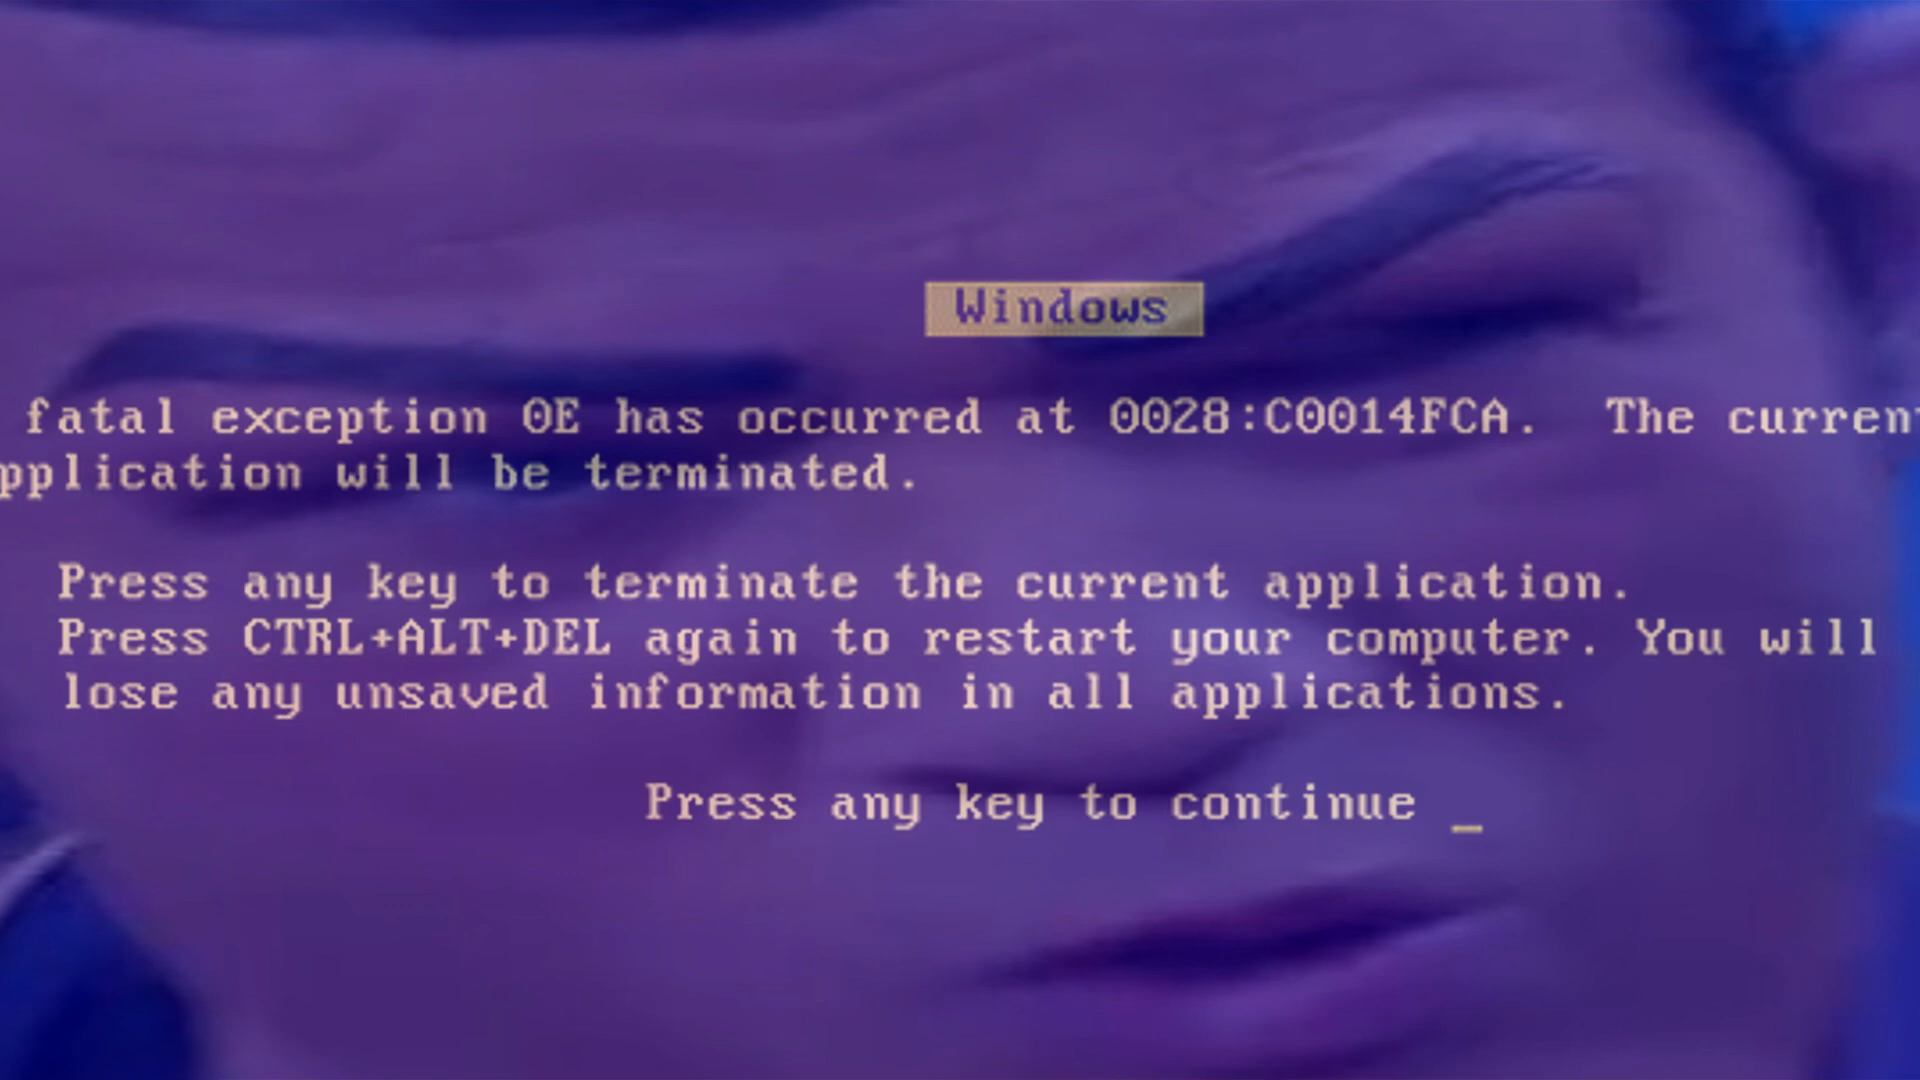 Windows
fatal exception 0E has occurred at 0028:C0014FCA. The current
pplication will be terminated.
Press any key to terminate the current application.
Press CTRL+ALT+DEL again to restart your computer. You will
lose any unsaved information in all applications.
Press any key to continue _